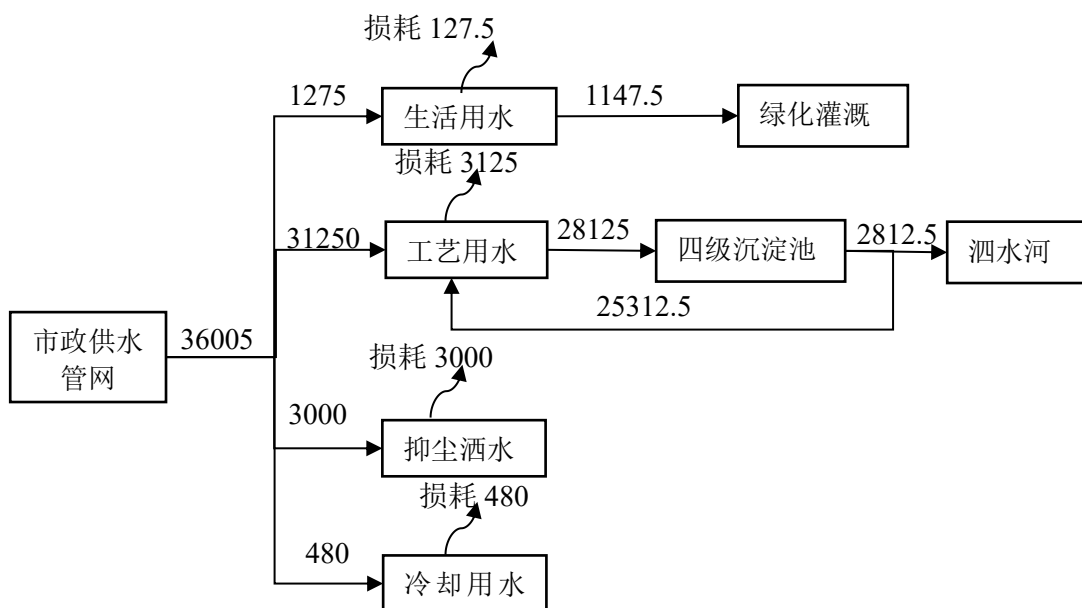 损耗 127.5
1275
生活用水
1147.5
绿化灌溉
损耗 3125
31250
工艺用水
28125
四级沉淀池
2812.5
泗水河
25312.5
市政供水
管网
36005
损耗 3000
3000
抑尘洒水
损耗 480
480
冷却用水